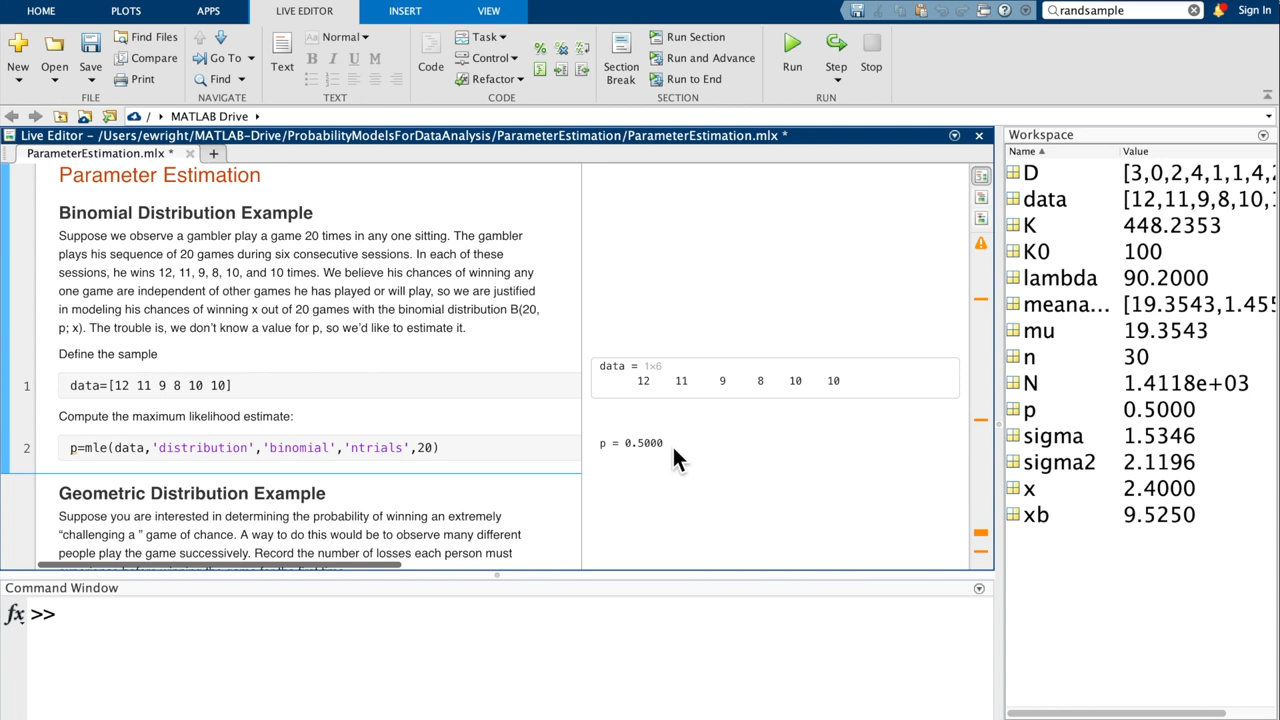 HOME PLOTS APPS LIVE EDITOR INSERT VIEW randsample Sign In
New Open Save Find Files Compare Print
FILE
Go To Find
NAVIGATE
Text Normal B I U M
TEXT
Code Task Control Refactor
CODE
Section Break Run Section Run and Advance Run to End
SECTION
Run Step Stop
RUN
/ MATLAB Drive
Live Editor - /Users/ewright/MATLAB-Drive/ProbabilityModelsForDataAnalysis/ParameterEstimation/ParameterEstimation.mlx *
ParameterEstimation.mlx *
Parameter Estimation
Binomial Distribution Example
Suppose we observe a gambler play a game 20 times in any one sitting. The gambler
plays his sequence of 20 games during six consecutive sessions. In each of these
sessions, he wins 12, 11, 9, 8, 10, and 10 times. We believe his chances of winning any
one game are independent of other games he has played or will play, so we are justified
in modeling his chances of winning x out of 20 games with the binomial distribution B(20,
p; x). The trouble is, we don't know a value for p, so we'd like to estimate it.
Define the sample
1 data=[12 11 9 8 10 10]
data = 1×6
12 11 9 8 10 10
Compute the maximum likelihood estimate:
2 p=mle(data,'distribution','binomial','ntrials',20)
p = 0.5000
Geometric Distribution Example
Suppose you are interested in determining the probability of winning an extremely
“challenging a ” game of chance. A way to do this would be to observe many different
people play the game successively. Record the number of losses each person must
Workspace
Name Value
D [3,0,2,4,1,1,4,
data [12,11,9,8,10,
K 448.2353
K0 100
lambda 90.2000
meana... [19.3543,1.455
mu 19.3543
n 30
N 1.4118e+03
p 0.5000
sigma 1.5346
sigma2 2.1196
x 2.4000
xb 9.5250
Command Window
fx >>